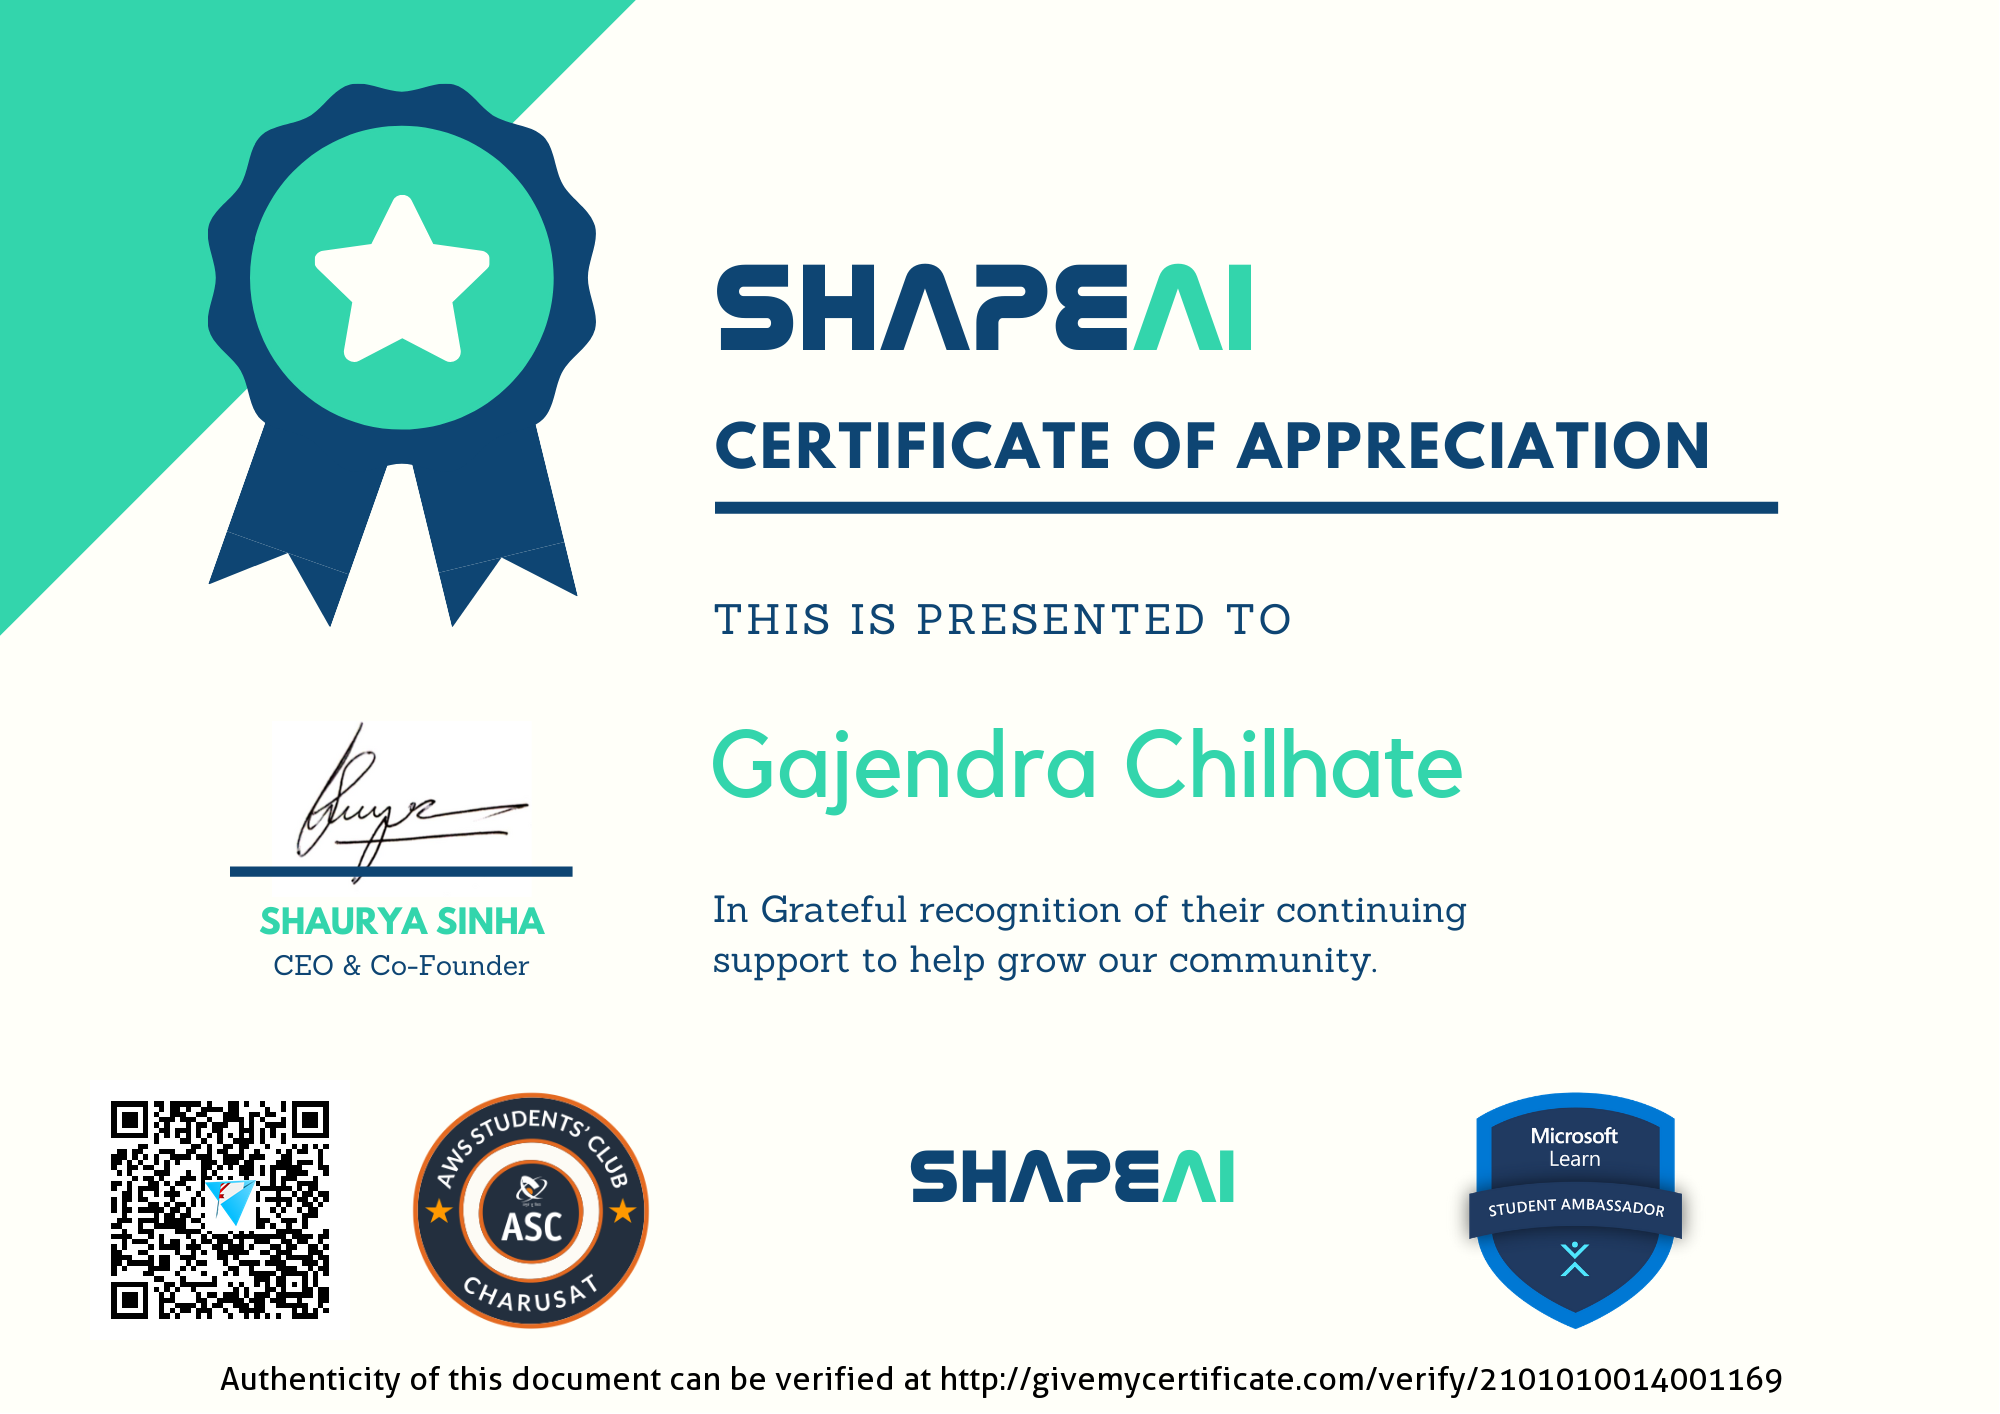 SHAPEAI
CERTIFICATE OF APPRECIATION
THIS IS PRESENTED TO
Gajendra Chilhate
In Grateful recognition of their continuing
support to help grow our community.
SHAURYA SINHA
CEO & Co-Founder
AWS STUDENTS' CLUB
ASC
CHARUSAT
SHAPEAI
Microsoft
Learn
STUDENT AMBASSADOR
Authenticity of this document can be verified at http://givemycertificate.com/verify/2101010014001169